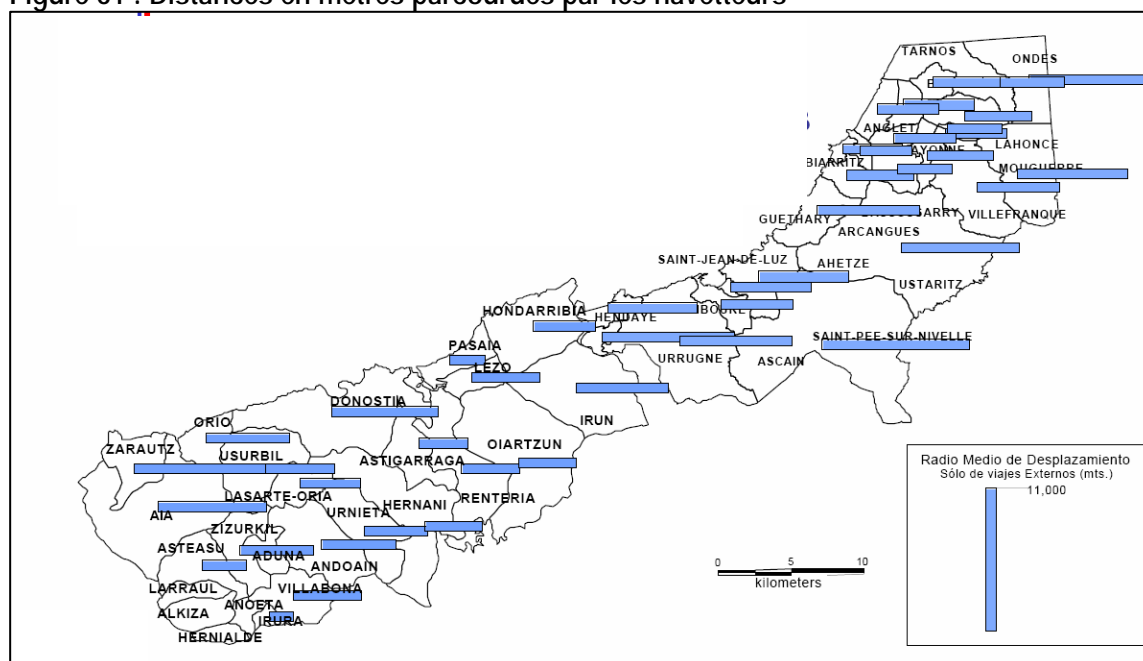 Figure 61 : Distances en mètres parcourues par les navetteurs
TARNOS
ONDES
ANGLET
LAHONCE
BIARRITZ
MOUGUERRE
GUETHARY
VILLEFRANQUE
ARCANGUES
SAINT-JEAN-DE-LUZ
AHETZE
USTARITZ
HONDARRIBIA
HENDAYE
SAINT-PEE-SUR-NIVELLE
PASAIA
URRUGNE
ASCAIN
LEZO
DONOSTIA
IRUN
ORIO
ZARAUTZ
USURBIL
OIARTZUN
ASTIGARRAGA
LASARTE-ORIA
RENTERIA
HERNANI
AIA
URNIETA
ZIZURKIL
ASTEASU
ADUNA
ANDOAIN
LARRAUL
VILLABONA
ANOETA
ALKIZA
IRURA
HERNIALDE
0 5 10
kilometers
Radio Medio de Desplazamiento
Sólo de viajes Externos (mts.)
11,000